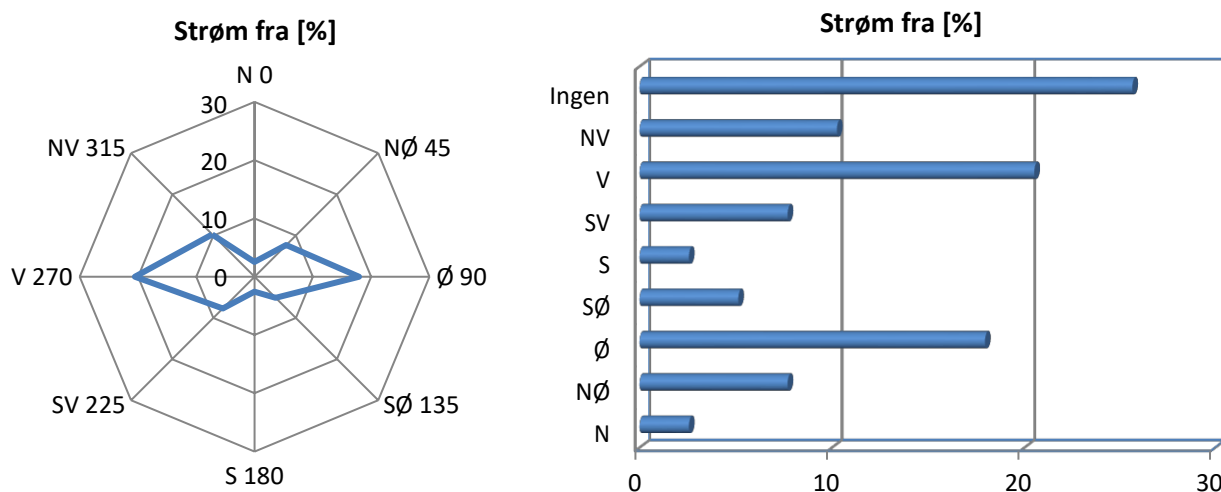 Strøm fra [%]
N 0
30
NV 315
NØ 45
20
10
V 270
0
Ø 90
SV 225
SØ 135
S 180
Strøm fra [%]
Ingen
NV
V
SV
S
SØ
Ø
NØ
N
0
10
20
30